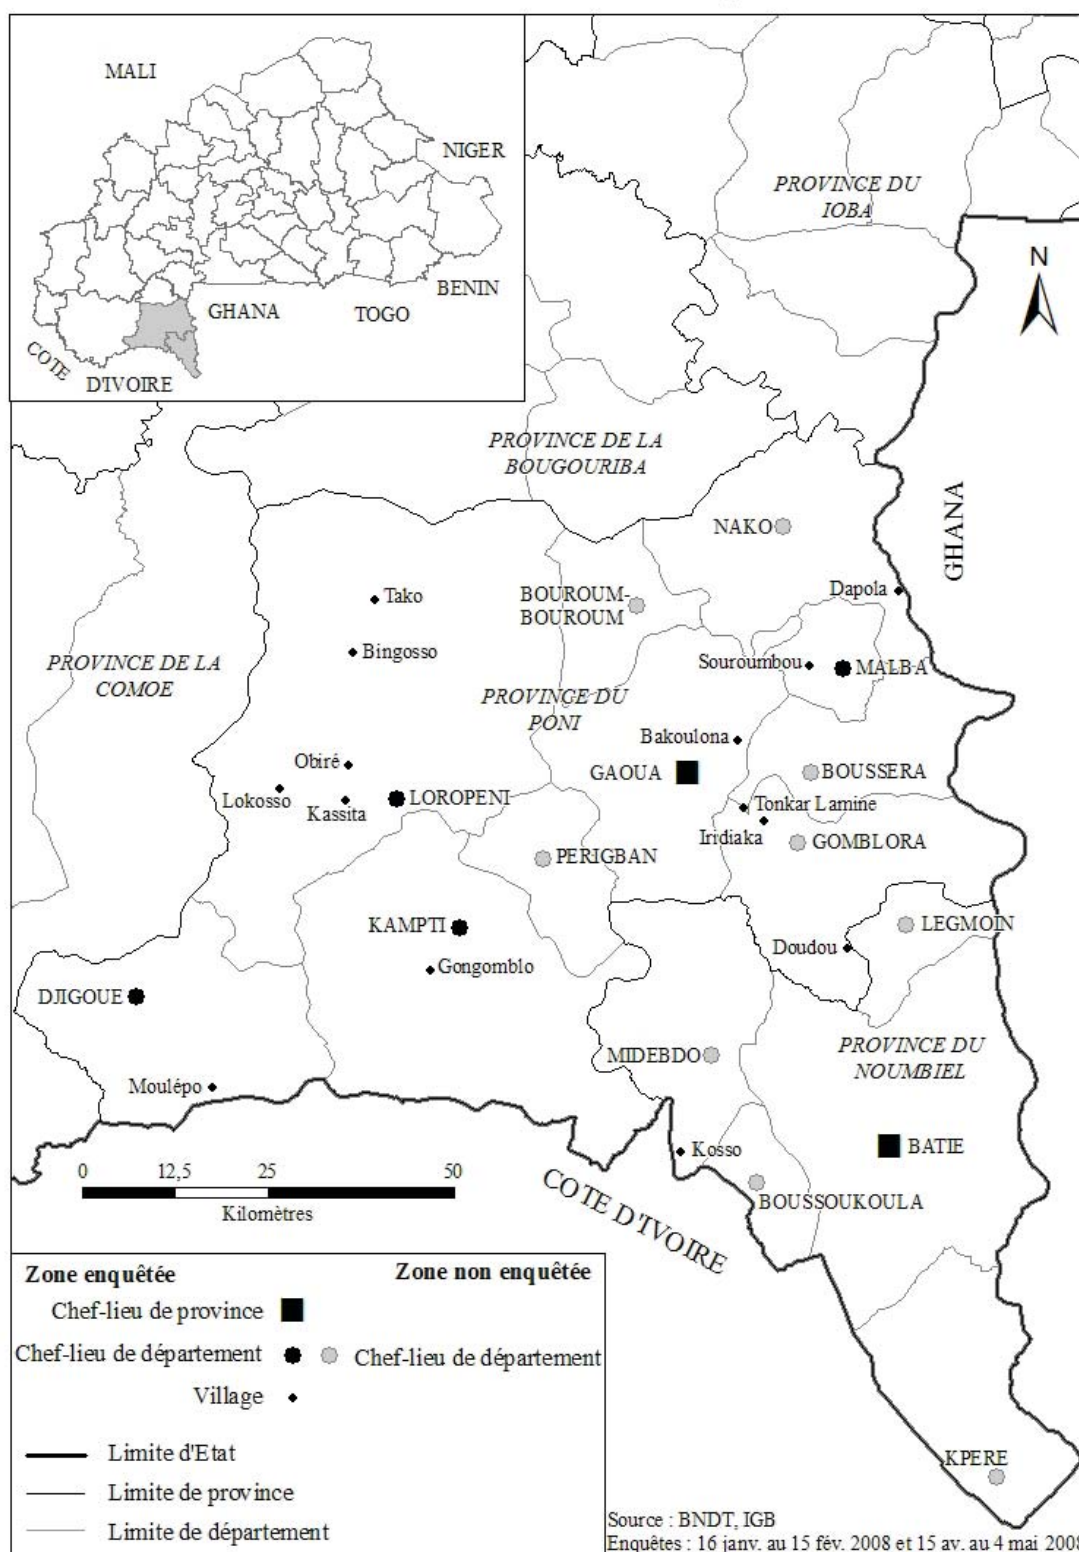 MALI
NIGER
BENIN
GHANA
TOGO
COTE
D'IVOIRE
PROVINCE DU
IOBA
N
PROVINCE DE LA
BOUGOURIBA
GHANA
NAKO
Dapola
BOUROUM-
BOUROUM
Tako
Bingosso
PROVINCE DE LA
COMOE
Souroumbou
MALBA
PROVINCE DU
PONI
Bakoulona
GAOUA
BOUSSERA
Obiré
Lokosso
Kassita
LOROPENI
Tonkar Lamine
Iridiaka
GOMBLORA
PERIGBAN
KAMPTI
LEGMOIN
Doudou
Gongomblo
DJIGOUE
MIDEBDO
PROVINCE DU
NOUMBIEL
Moulépo
Kosso
BATIE
0 12,5 25 50
Kilomètres
COTE D'IVOIRE
BOUSSOUKOULA
Zone enquêtée
Zone non enquêtée
Chef-lieu de province
Chef-lieu de département
Chef-lieu de département
Village
Limite d'Etat
Limite de province
Limite de département
KPERE
Source : BNDT, IGB
Enquêtes : 16 janv. au 15 fév. 2008 et 15 av. au 4 mai 2008